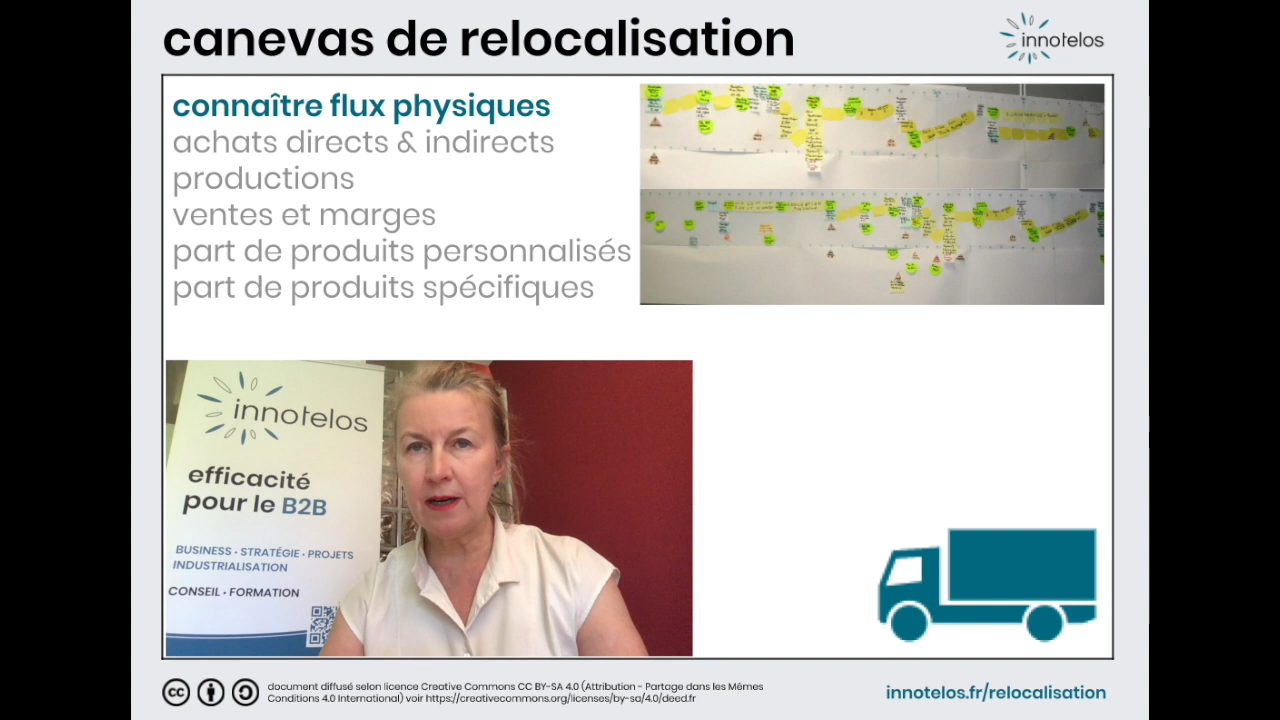 canevas de relocalisation
innotelos
connaître flux physiques
achats directs & indirects
productions
ventes et marges
part de produits personnalisés
part de produits spécifiques
innotelos
efficacité
pour le B2B
BUSINESS • STRATÉGIE • PROJETS
INDUSTRIALISATION
CONSEIL • FORMATION
cc
document diffusé selon licence Creative Commons CC BY-SA 4.0 (Attribution - Partage dans les Mêmes
Conditions 4.0 International) voir https://creativecommons.org/licenses/by-sa/4.0/deed.fr
innotelos.fr/relocalisation